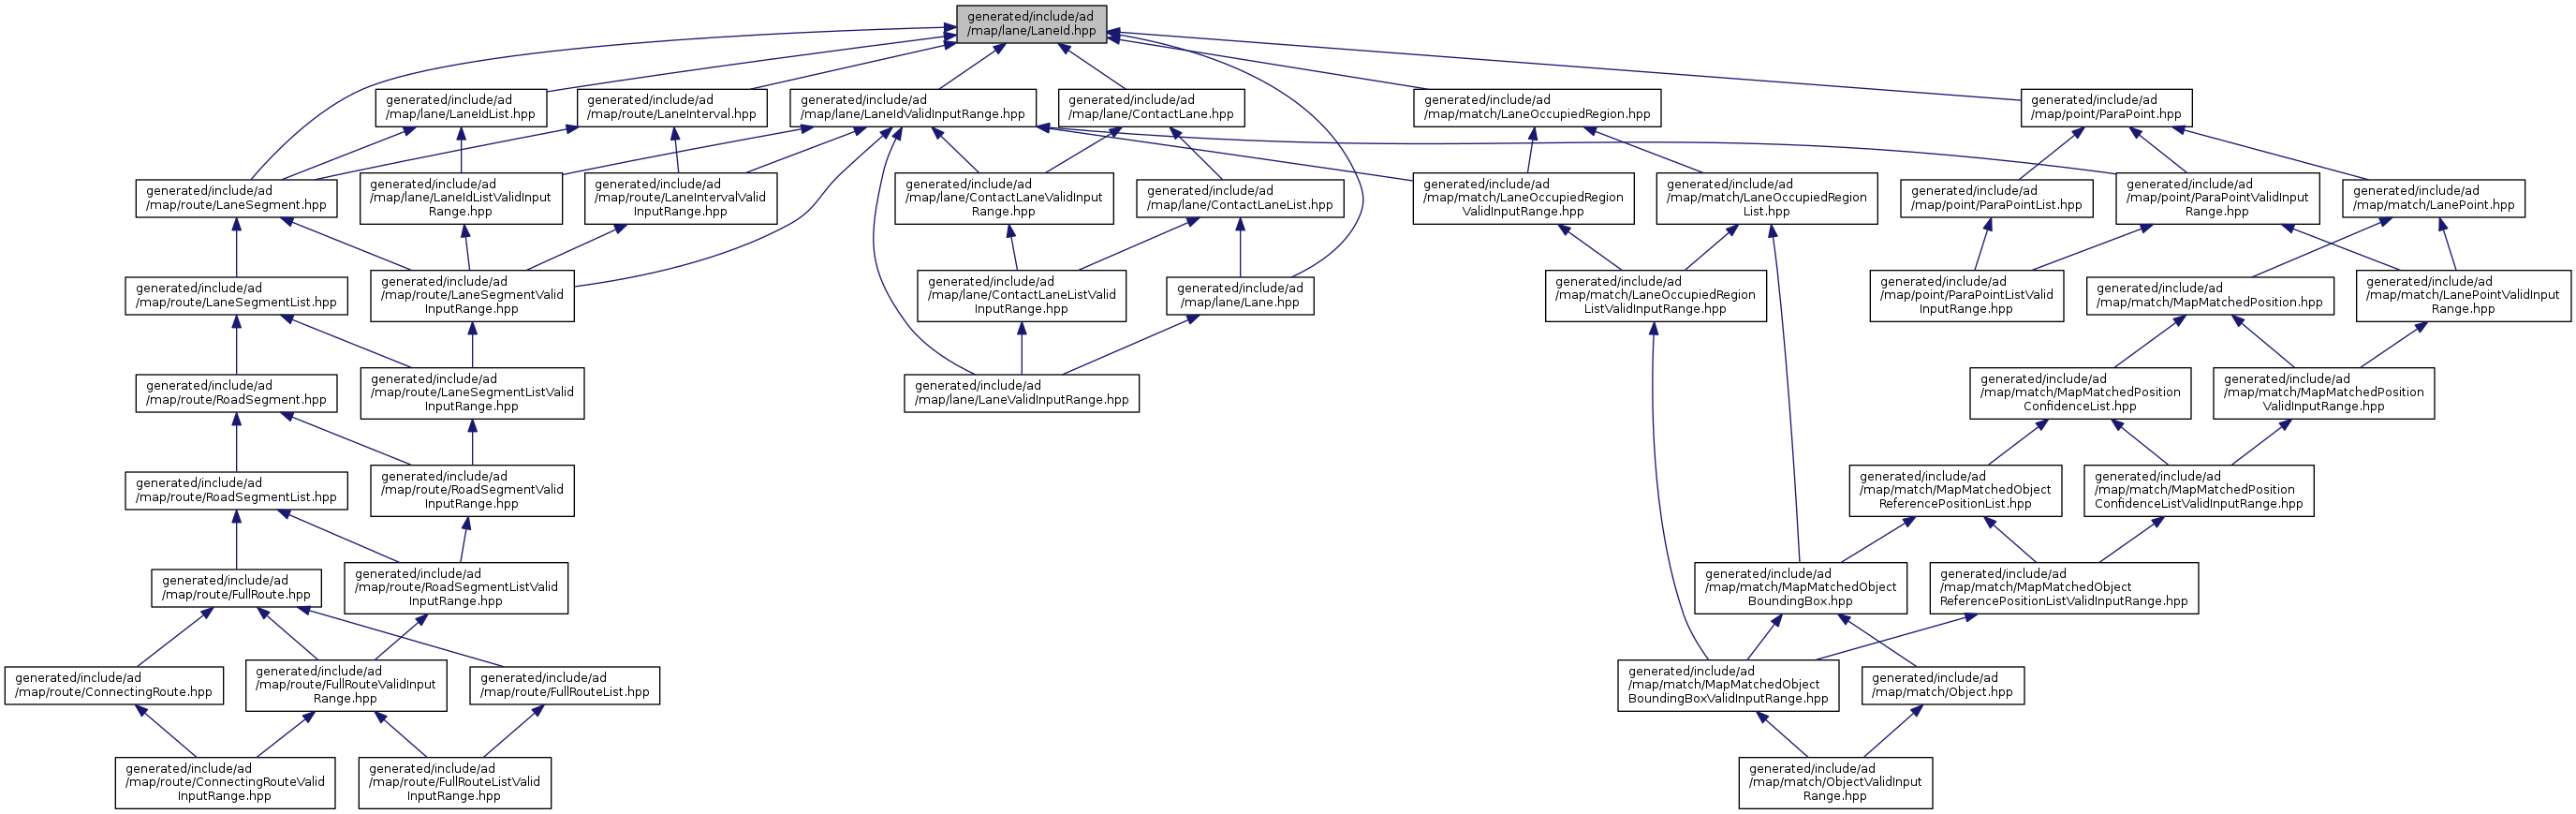 generated/include/ad
/map/lane/LaneId.hpp
generated/include/ad
/map/lane/LaneIdList.hpp
generated/include/ad
/map/route/LaneInterval.hpp
generated/include/ad
/map/lane/LaneIdValidInputRange.hpp
generated/include/ad
/map/lane/ContactLane.hpp
generated/include/ad
/map/match/LaneOccupiedRegion.hpp
generated/include/ad
/map/point/ParaPoint.hpp
generated/include/ad
/map/route/LaneSegment.hpp
generated/include/ad
/map/lane/LaneIdListValidInput
Range.hpp
generated/include/ad
/map/route/LaneIntervalValid
InputRange.hpp
generated/include/ad
/map/lane/ContactLaneValidInput
Range.hpp
generated/include/ad
/map/lane/ContactLaneList.hpp
generated/include/ad
/map/match/LaneOccupiedRegion
ValidInputRange.hpp
generated/include/ad
/map/match/LaneOccupiedRegion
List.hpp
generated/include/ad
/map/point/ParaPointList.hpp
generated/include/ad
/map/point/ParaPointValidInput
Range.hpp
generated/include/ad
/map/match/LanePoint.hpp
generated/include/ad
/map/route/LaneSegmentList.hpp
generated/include/ad
/map/route/LaneSegmentValid
InputRange.hpp
generated/include/ad
/map/lane/ContactLaneListValid
InputRange.hpp
generated/include/ad
/map/lane/Lane.hpp
generated/include/ad
/map/match/LaneOccupiedRegion
ListValidInputRange.hpp
generated/include/ad
/map/point/ParaPointListValid
InputRange.hpp
generated/include/ad
/map/match/MapMatchedPosition.hpp
generated/include/ad
/map/match/LanePointValidInput
Range.hpp
generated/include/ad
/map/route/RoadSegment.hpp
generated/include/ad
/map/route/LaneSegmentListValid
InputRange.hpp
generated/include/ad
/map/lane/LaneValidInputRange.hpp
generated/include/ad
/map/match/MapMatchedPosition
ConfidenceList.hpp
generated/include/ad
/map/match/MapMatchedPosition
ValidInputRange.hpp
generated/include/ad
/map/route/RoadSegmentList.hpp
generated/include/ad
/map/route/RoadSegmentValid
InputRange.hpp
generated/include/ad
/map/match/MapMatchedObject
ReferencePositionList.hpp
generated/include/ad
/map/match/MapMatchedPosition
ConfidenceListValidInputRange.hpp
generated/include/ad
/map/route/FullRoute.hpp
generated/include/ad
/map/route/RoadSegmentListValid
InputRange.hpp
generated/include/ad
/map/match/MapMatchedObject
BoundingBox.hpp
generated/include/ad
/map/match/MapMatchedObject
ReferencePositionListValidInputRange.hpp
generated/include/ad
/map/route/ConnectingRoute.hpp
generated/include/ad
/map/route/FullRouteValidInput
Range.hpp
generated/include/ad
/map/route/FullRouteList.hpp
generated/include/ad
/map/match/MapMatchedObject
BoundingBoxValidInputRange.hpp
generated/include/ad
/map/match/Object.hpp
generated/include/ad
/map/route/ConnectingRouteValid
InputRange.hpp
generated/include/ad
/map/route/FullRouteListValid
InputRange.hpp
generated/include/ad
/map/match/ObjectValidInput
Range.hpp